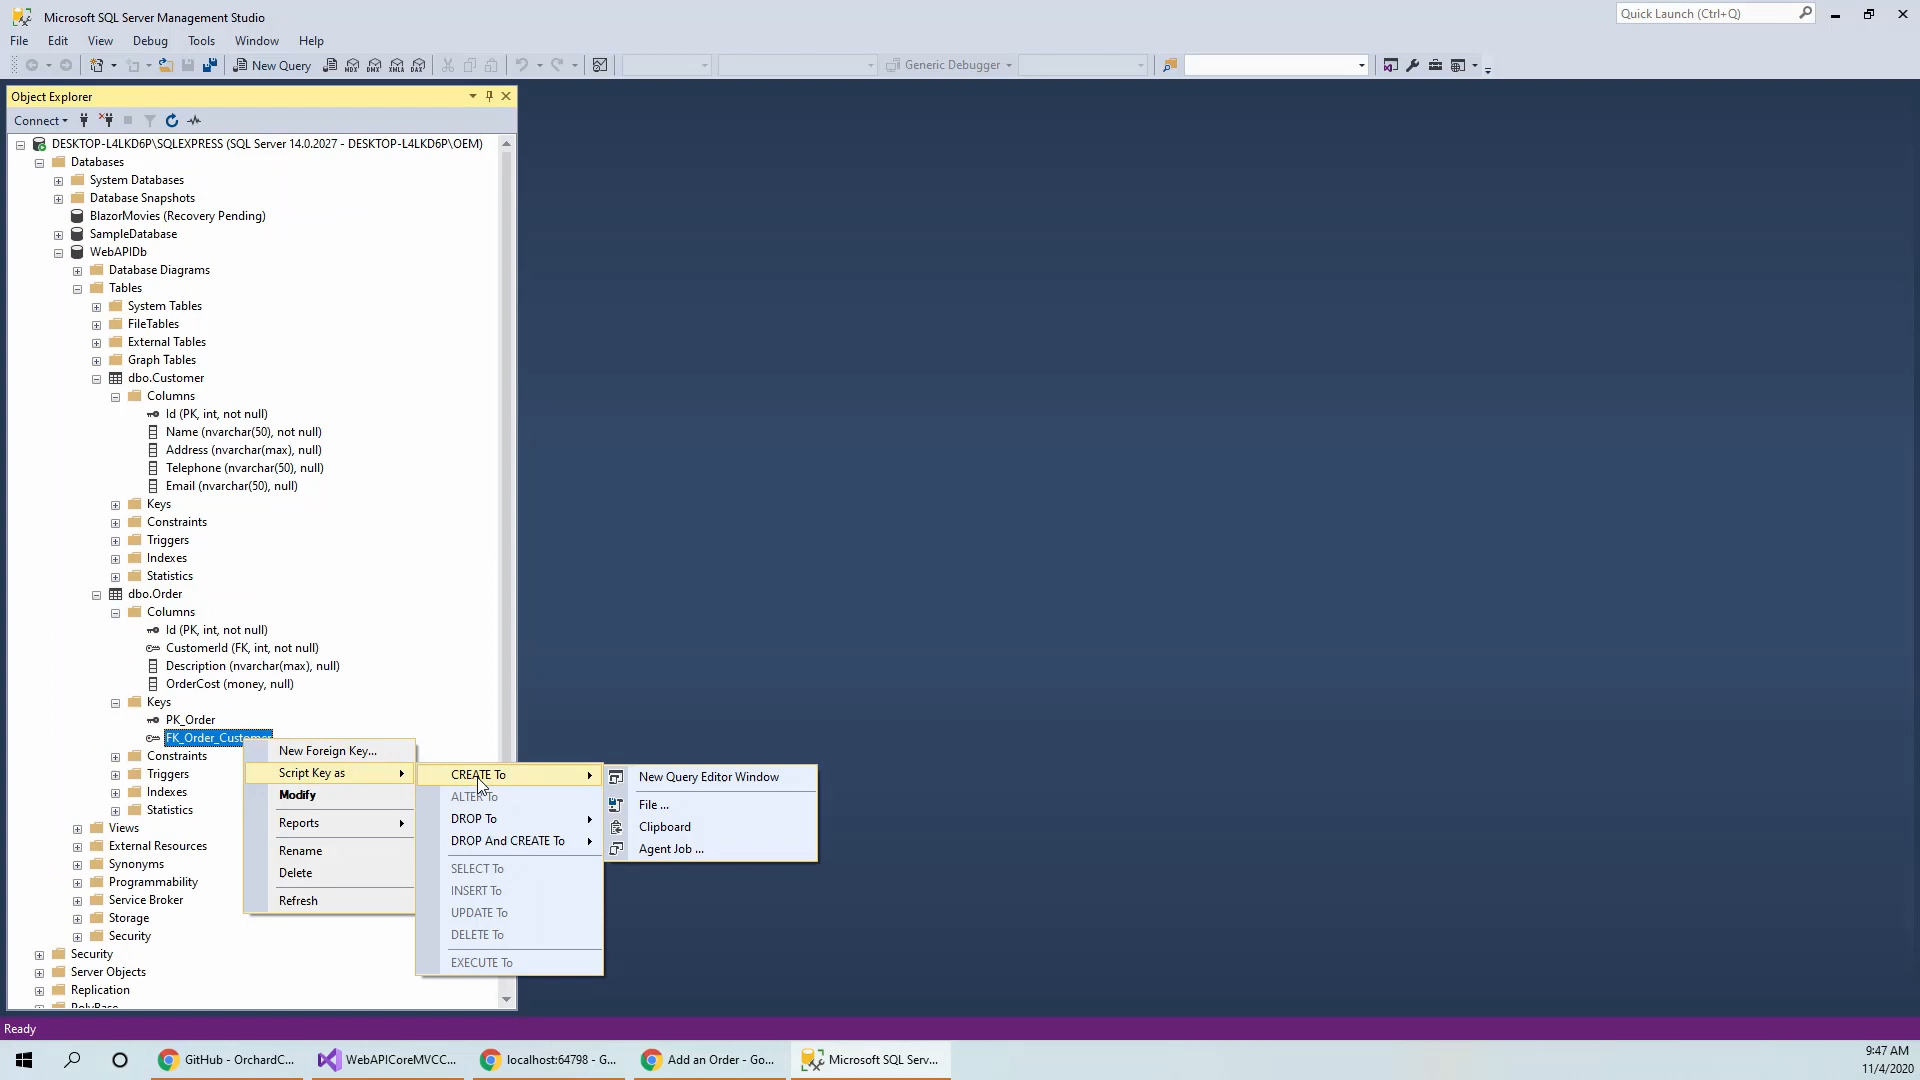 Microsoft SQL Server Management Studio
Quick Launch (Ctrl+Q)
File Edit View Debug Tools Window Help
New Query
MDX DMX XMLA DAX
Generic Debugger
Object Explorer
Connect
DESKTOP-L4LKD6P\SQLEXPRESS (SQL Server 14.0.2027 - DESKTOP-L4LKD6P\OEM)
Databases
System Databases
Database Snapshots
BlazorMovies (Recovery Pending)
SampleDatabase
WebAPIDb
Database Diagrams
Tables
System Tables
FileTables
External Tables
Graph Tables
dbo.Customer
Columns
Id (PK, int, not null)
Name (nvarchar(50), not null)
Address (nvarchar(max), null)
Telephone (nvarchar(50), null)
Email (nvarchar(50), null)
Keys
Constraints
Triggers
Indexes
Statistics
dbo.Order
Columns
Id (PK, int, not null)
CustomerId (FK, int, not null)
Description (nvarchar(max), null)
OrderCost (money, null)
Keys
PK_Order
FK_Order_Customer
Constraints
Triggers
Indexes
Statistics
Views
External Resources
Synonyms
Programmability
Service Broker
Storage
Security
Security
Server Objects
Replication
PolyBase
New Foreign Key...
Script Key as
Modify
Reports
Rename
Delete
Refresh
CREATE To
ALTER To
DROP To
DROP And CREATE To
SELECT To
INSERT To
UPDATE To
DELETE To
EXECUTE To
New Query Editor Window
File ...
Clipboard
Agent Job ...
Ready
GitHub - OrchardC...
WebAPICoreMVCC...
localhost:64798 - G...
Add an Order - Go...
Microsoft SQL Serv...
9:47 AM
11/4/2020